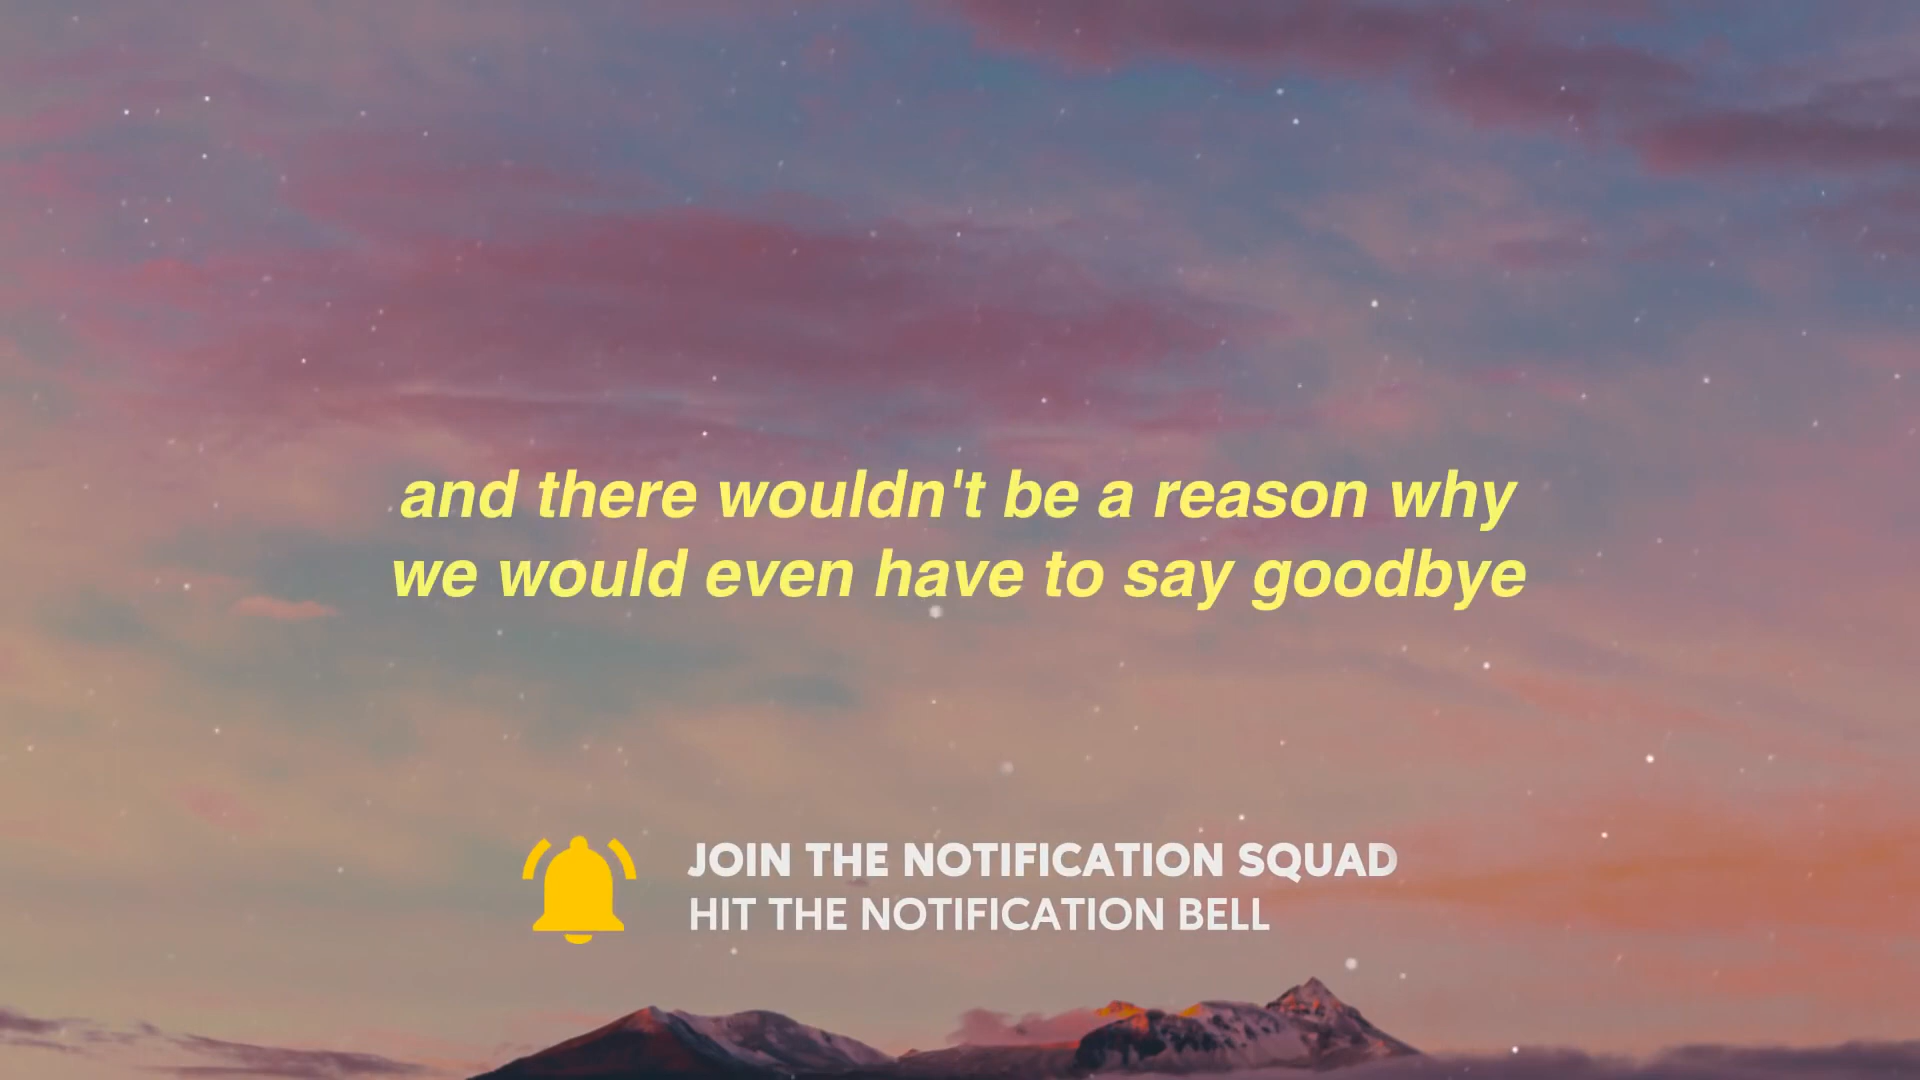 and there wouldn't be a reason why
we would even have to say goodbye
JOIN THE NOTIFICATION SQUAD
HIT THE NOTIFICATION BELL